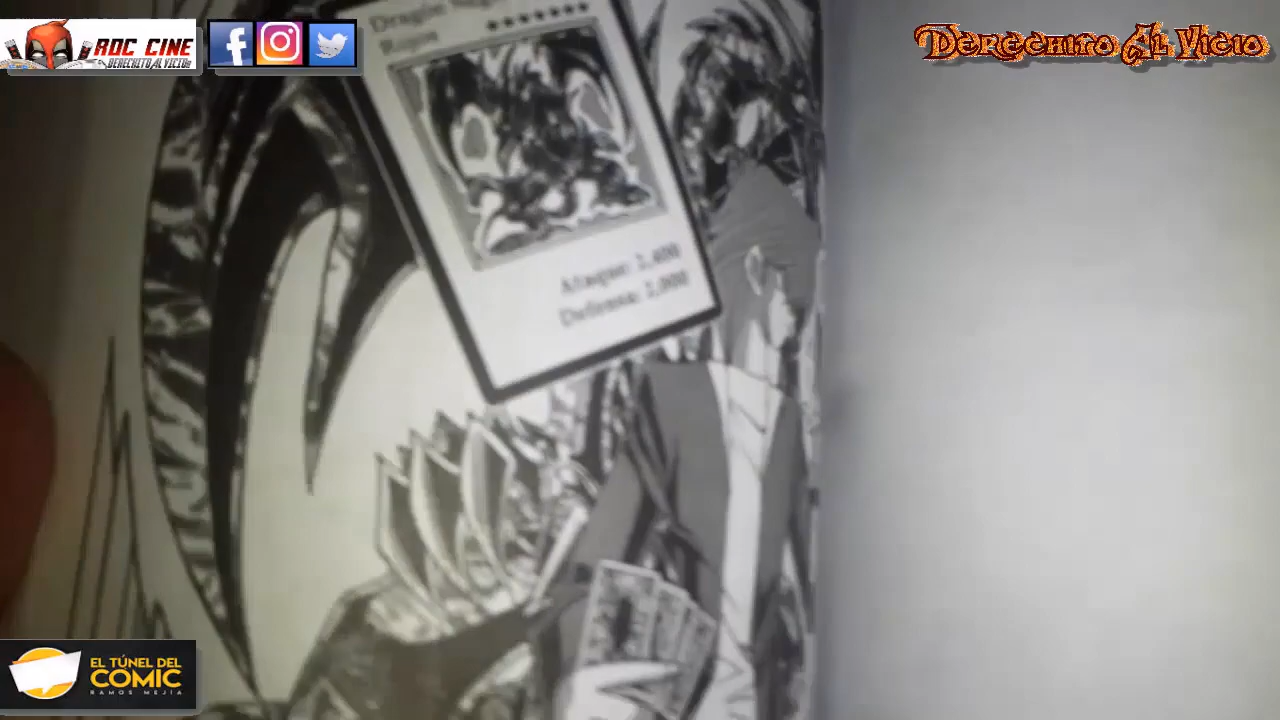 ROC CINE
DERECHITO AL VICIO
Derechito Al Vicio
Dragón
Rojos
Ataque: 2,400
Defensa: 2,000
EL TÚNEL DEL
COMIC
RAMOS MEJÍA